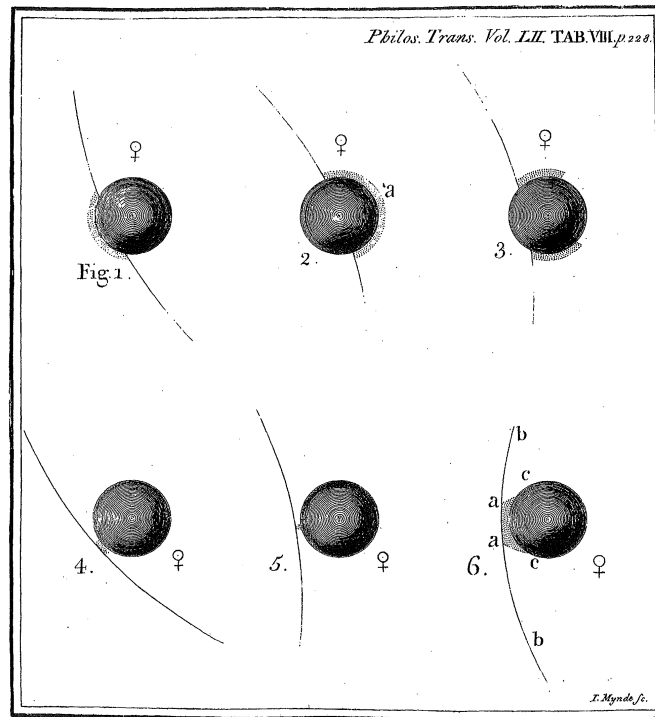 Philos. Trans. Vol. LII. TAB. VIII. p. 228.
♀ ♀ ♀
a
Fig. 1. 2. 3.
b
c
a
a
4. ♀ 5. ♀ 6. c ♀
b
I. Mynde sc.